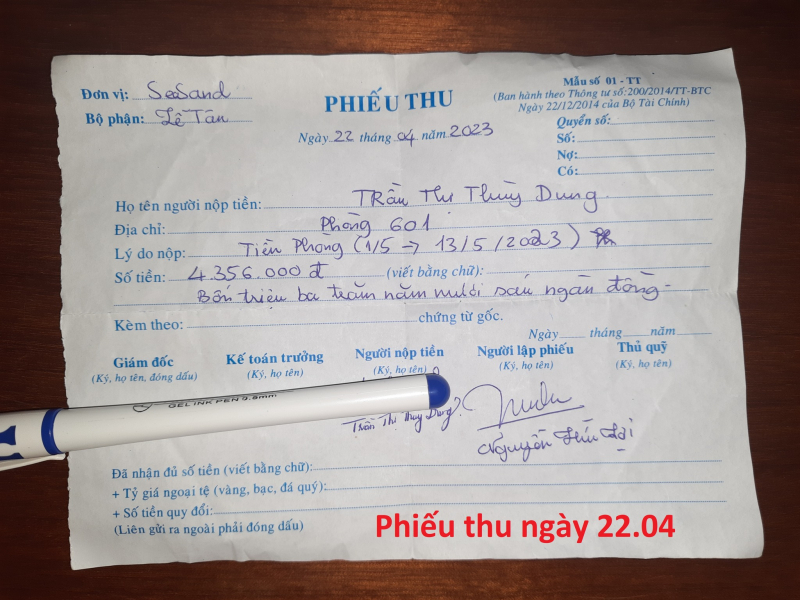 Đơn vị: SeaSand
Bộ phận: Lễ Tân
PHIẾU THU
Ngày 22 tháng 04 năm 2023
Mẫu số 01 - TT
(Ban hành theo Thông tư số:200/2014/TT-BTC
Ngày 22/12/2014 của Bộ Tài Chính)
Quyển số:
Số:
Nợ:
Có:
Họ tên người nộp tiền: Trần Thị Thùy Dung
Địa chỉ: Phòng 601
Lý do nộp: Tiền Phòng (1/5 → 13/5/2023)
Số tiền: 4.356.000 đ (viết bằng chữ):
Bốn triệu ba trăm năm mươi sáu ngàn đồng.
Kèm theo: chứng từ gốc.
Ngày tháng năm
Giám đốc Kế toán trưởng Người nộp tiền Người lập phiếu Thủ quỹ
(Ký, họ tên, đóng dấu) (Ký, họ tên) (Ký, họ tên) (Ký, họ tên) (Ký, họ tên)
GEL INK PEN 0.5mm
Trần Thị Thùy Dung
Nguyễn Hữu
Đã nhận đủ số tiền (viết bằng chữ):
+ Tỷ giá ngoại tệ (vàng, bạc, đá quý):
+ Số tiền quy đổi:
(Liên gửi ra ngoài phải đóng dấu)
Phiếu thu ngày 22.04